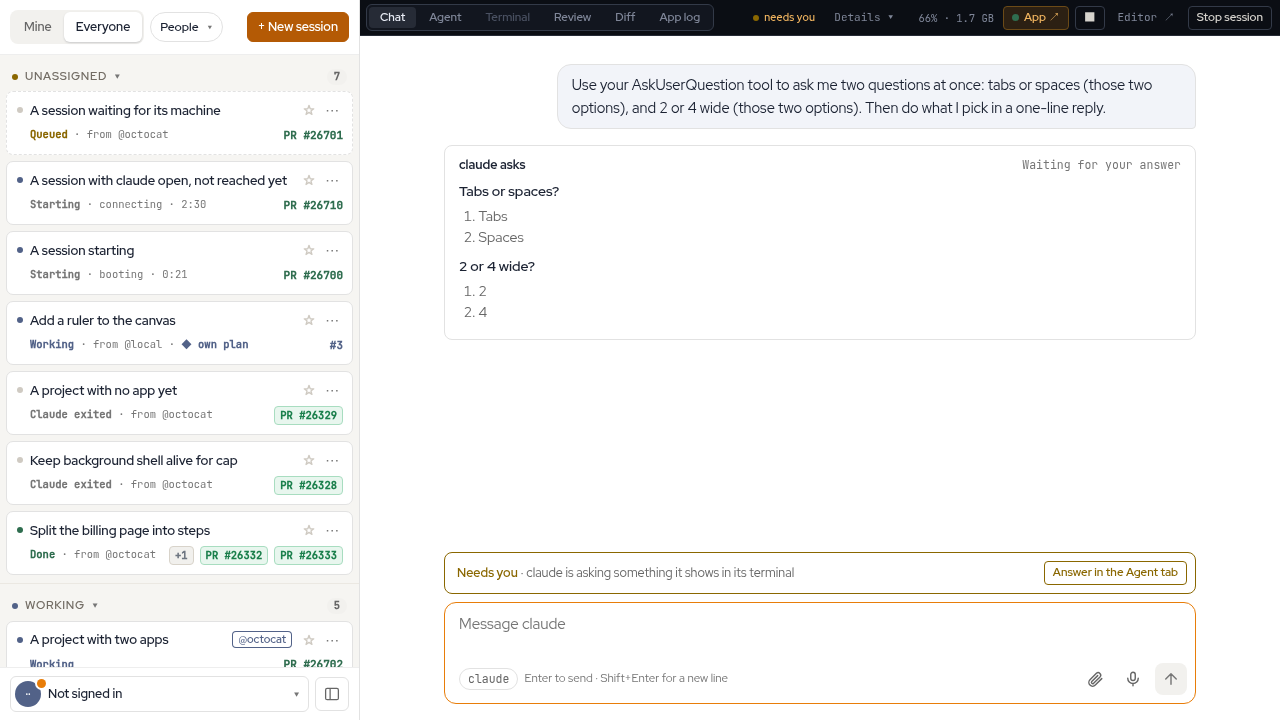 Mine Everyone People ▾ + New session
UNASSIGNED ▾ 7
A session waiting for its machine ☆ ···
Queued · from @octocat PR #26701
A session with claude open, not reached yet ☆ ···
Starting · connecting · 2:30 PR #26710
A session starting ☆ ···
Starting · booting · 0:21 PR #26700
Add a ruler to the canvas ☆ ···
Working · from @local · ◆ own plan #3
A project with no app yet ☆ ···
Claude exited · from @octocat PR #26329
Keep background shell alive for cap ☆ ···
Claude exited · from @octocat PR #26328
Split the billing page into steps ☆ ···
Done · from @octocat +1 PR #26332 PR #26333
WORKING ▾ 5
A project with two apps @octocat ☆ ···
Working PR #26702
Not signed in ▾
Chat Agent Terminal Review Diff App log needs you Details ▾ 66% · 1.7 GB App ↗ Editor ↗ Stop session
Use your AskUserQuestion tool to ask me two questions at once: tabs or spaces (those two
options), and 2 or 4 wide (those two options). Then do what I pick in a one-line reply.
claude asks Waiting for your answer
Tabs or spaces?
1. Tabs
2. Spaces
2 or 4 wide?
1. 2
2. 4
Needs you · claude is asking something it shows in its terminal Answer in the Agent tab
Message claude
claude Enter to send · Shift+Enter for a new line